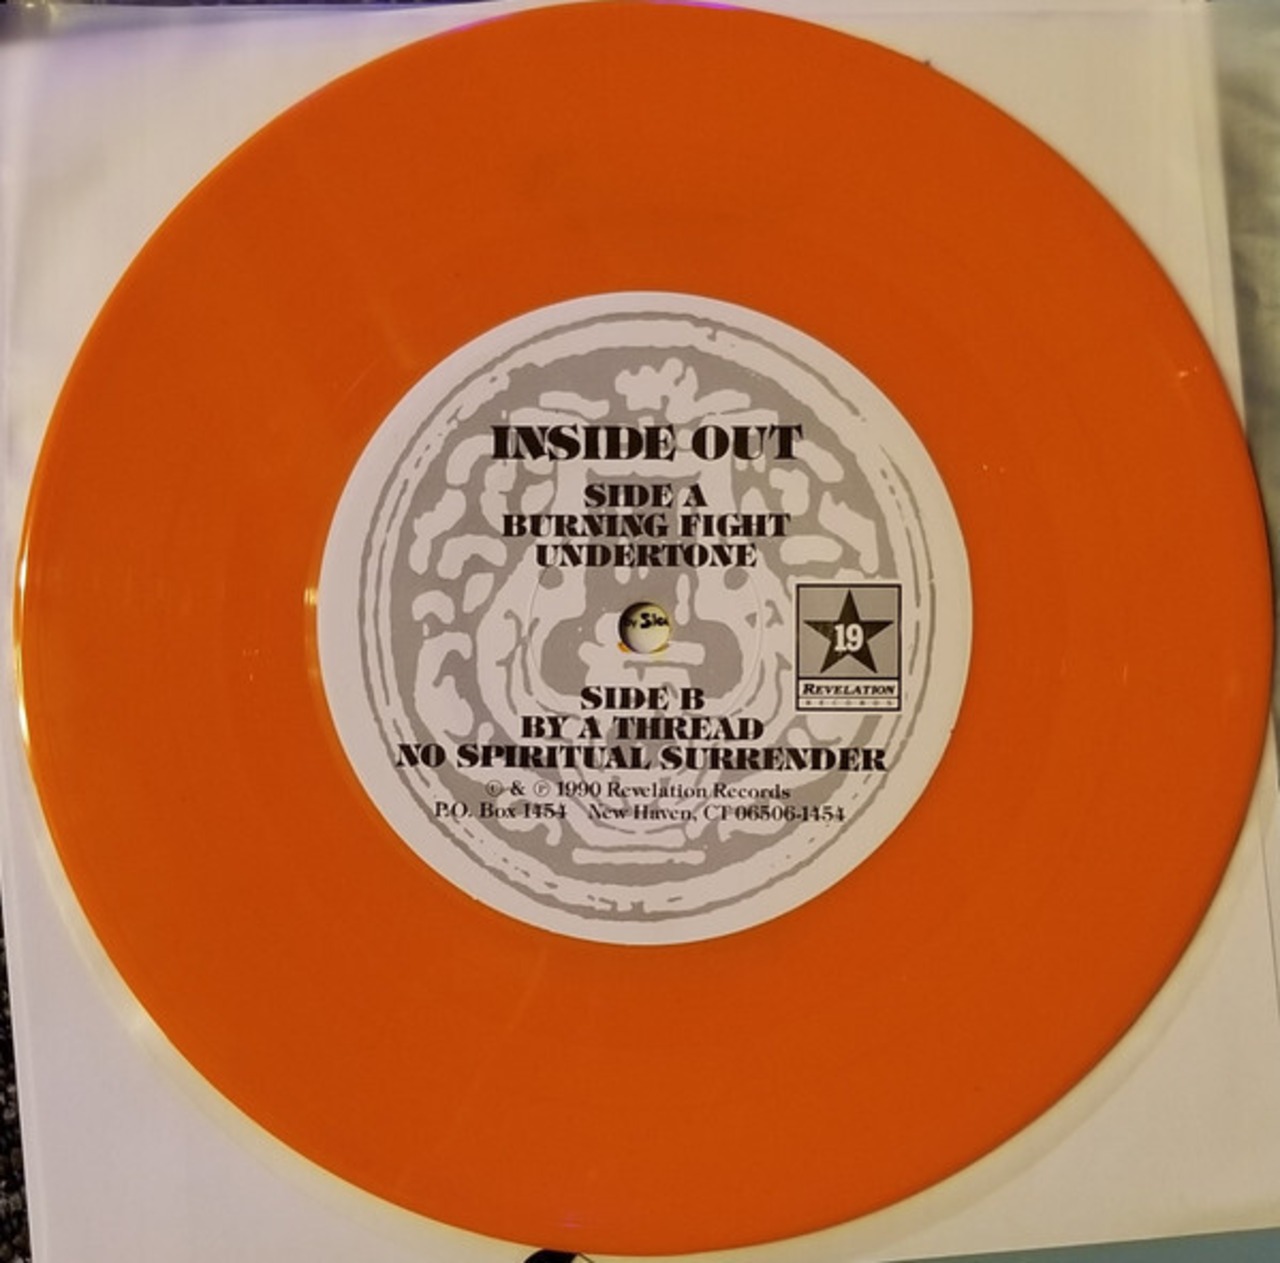 INSIDE OUT
SIDE A
BURNING FIGHT
UNDERTONE
19
REVELATION
RECORDS
SIDE B
BY A THREAD
NO SPIRITUAL SURRENDER
© & ℗ 1990 Revelation Records
P.O. Box 1454 New Haven, CT 06506-1454